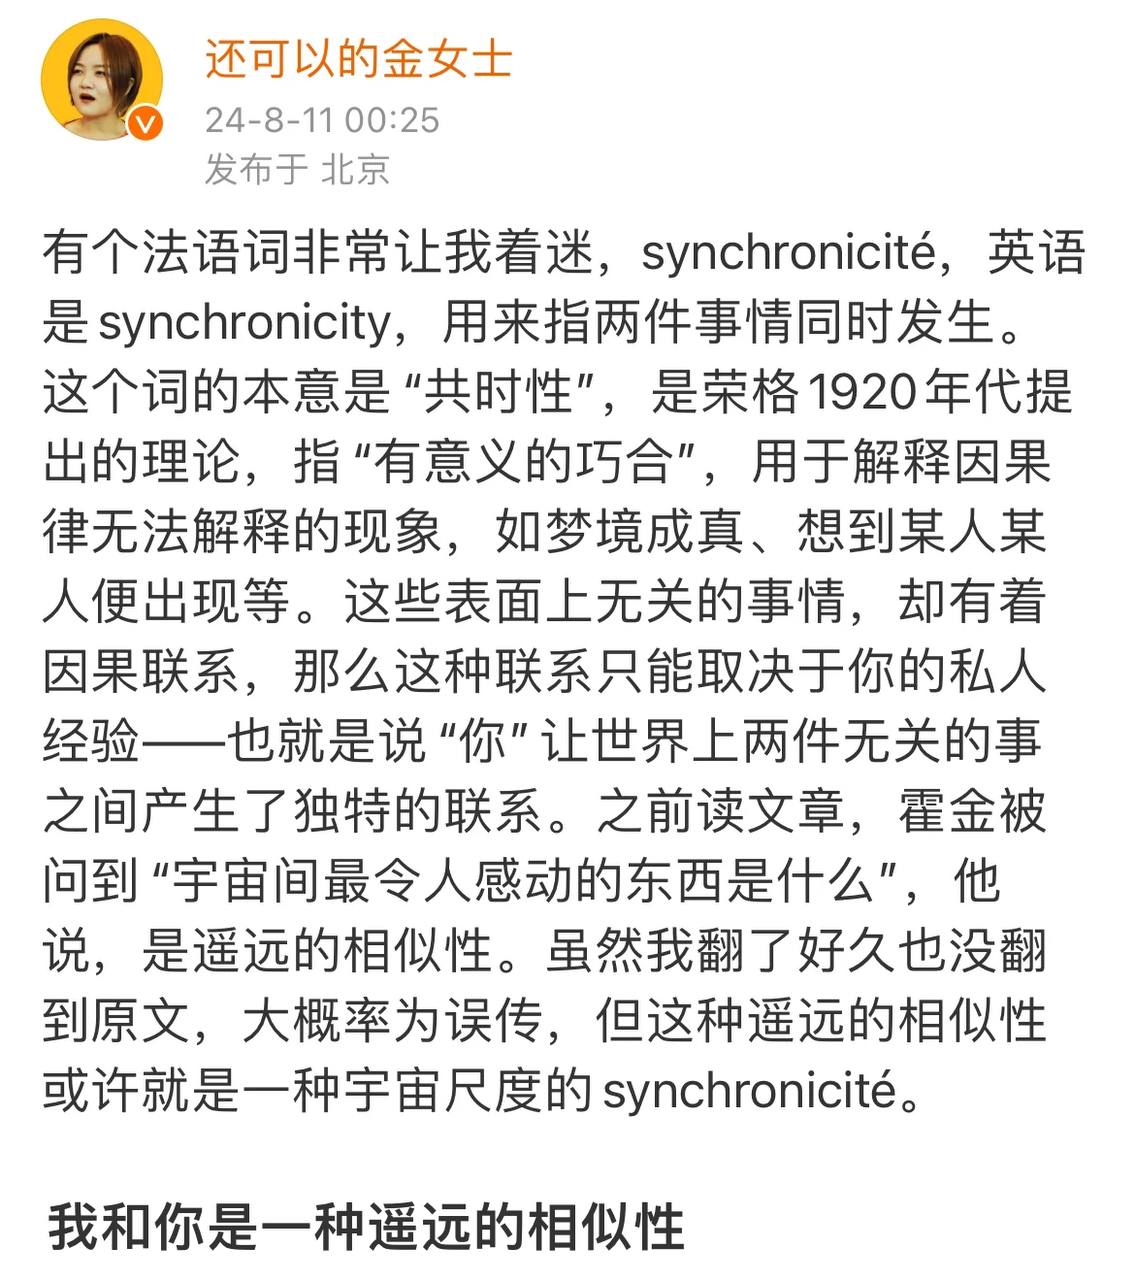 还可以的金女士
24-8-11 00:25
发布于 北京
有个法语词非常让我着迷，synchronicité，英语
是synchronicity，用来指两件事情同时发生。
这个词的本意是“共时性”，是荣格1920年代提
出的理论，指“有意义的巧合”，用于解释因果
律无法解释的现象，如梦境成真、想到某人某
人便出现等。这些表面上无关的事情，却有着
因果联系，那么这种联系只能取决于你的私人
经验——也就是说“你”让世界上两件无关的事
之间产生了独特的联系。之前读文章，霍金被
问到“宇宙间最令人感动的东西是什么”，他
说，是遥远的相似性。虽然我翻了好久也没翻
到原文，大概率为误传，但这种遥远的相似性
或许就是一种宇宙尺度的synchronicité。
我和你是一种遥远的相似性